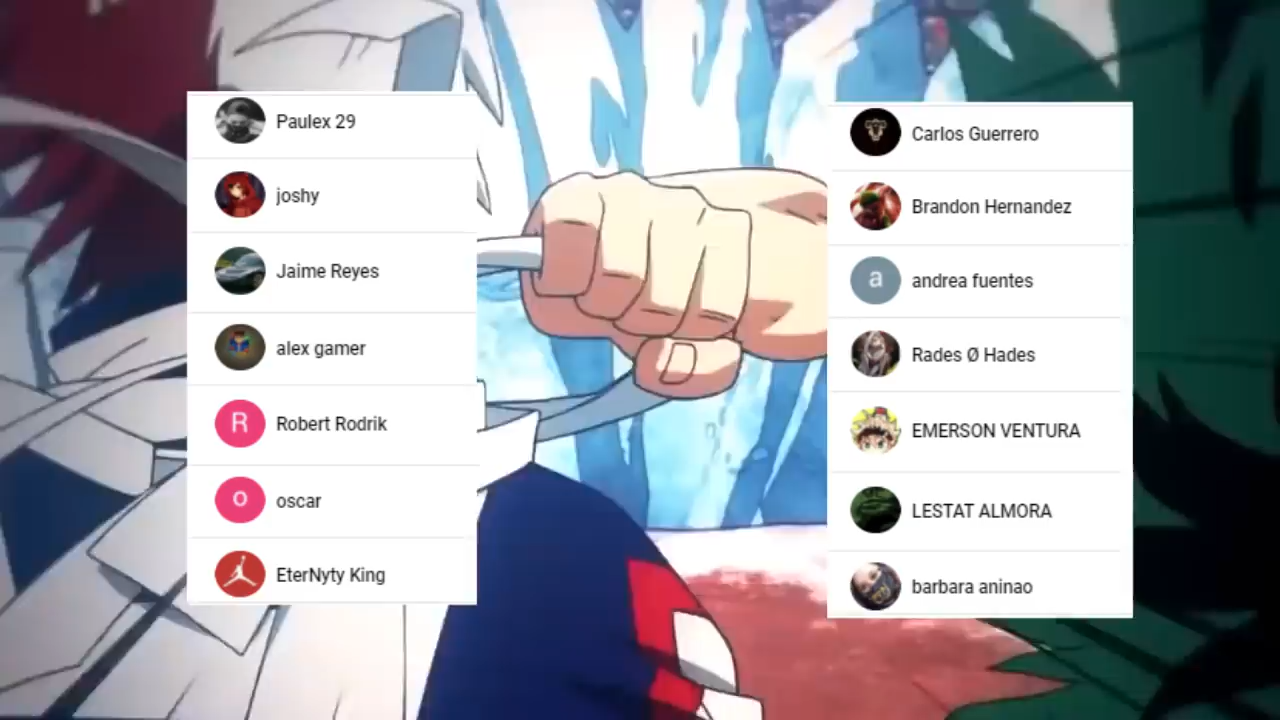 Paulex 29
joshy
Jaime Reyes
alex gamer
R
Robert Rodrik
o
oscar
EterNyty King
Carlos Guerrero
Brandon Hernandez
a
andrea fuentes
Rades Ø Hades
EMERSON VENTURA
LESTAT ALMORA
barbara aninao